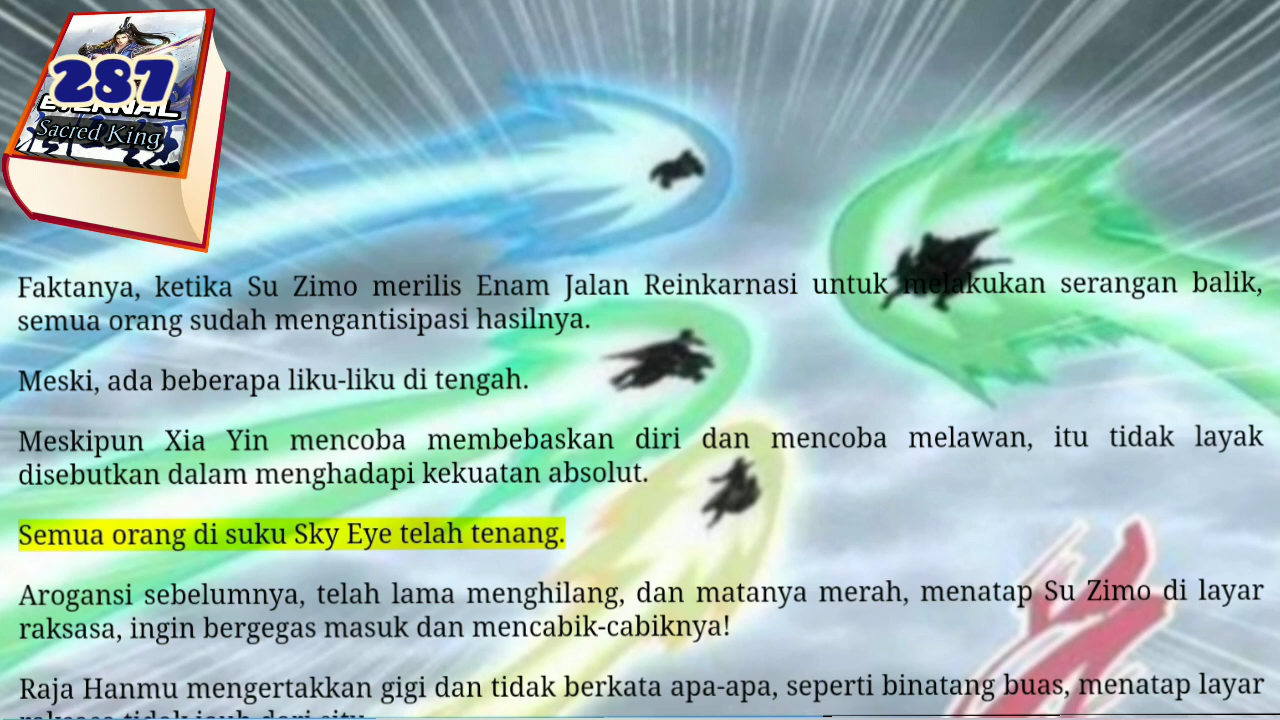 287
ETERNAL
Sacred King
Faktanya, ketika Su Zimo merilis Enam Jalan Reinkarnasi untuk melakukan serangan balik,
semua orang sudah mengantisipasi hasilnya.
Meski, ada beberapa liku-liku di tengah.
Meskipun Xia Yin mencoba membebaskan diri dan mencoba melawan, itu tidak layak
disebutkan dalam menghadapi kekuatan absolut.
Semua orang di suku Sky Eye telah tenang.
Arogansi sebelumnya, telah lama menghilang, dan matanya merah, menatap Su Zimo di layar
raksasa, ingin bergegas masuk dan mencabik-cabiknya!
Raja Hanmu mengertakkan gigi dan tidak berkata apa-apa, seperti binatang buas, menatap layar